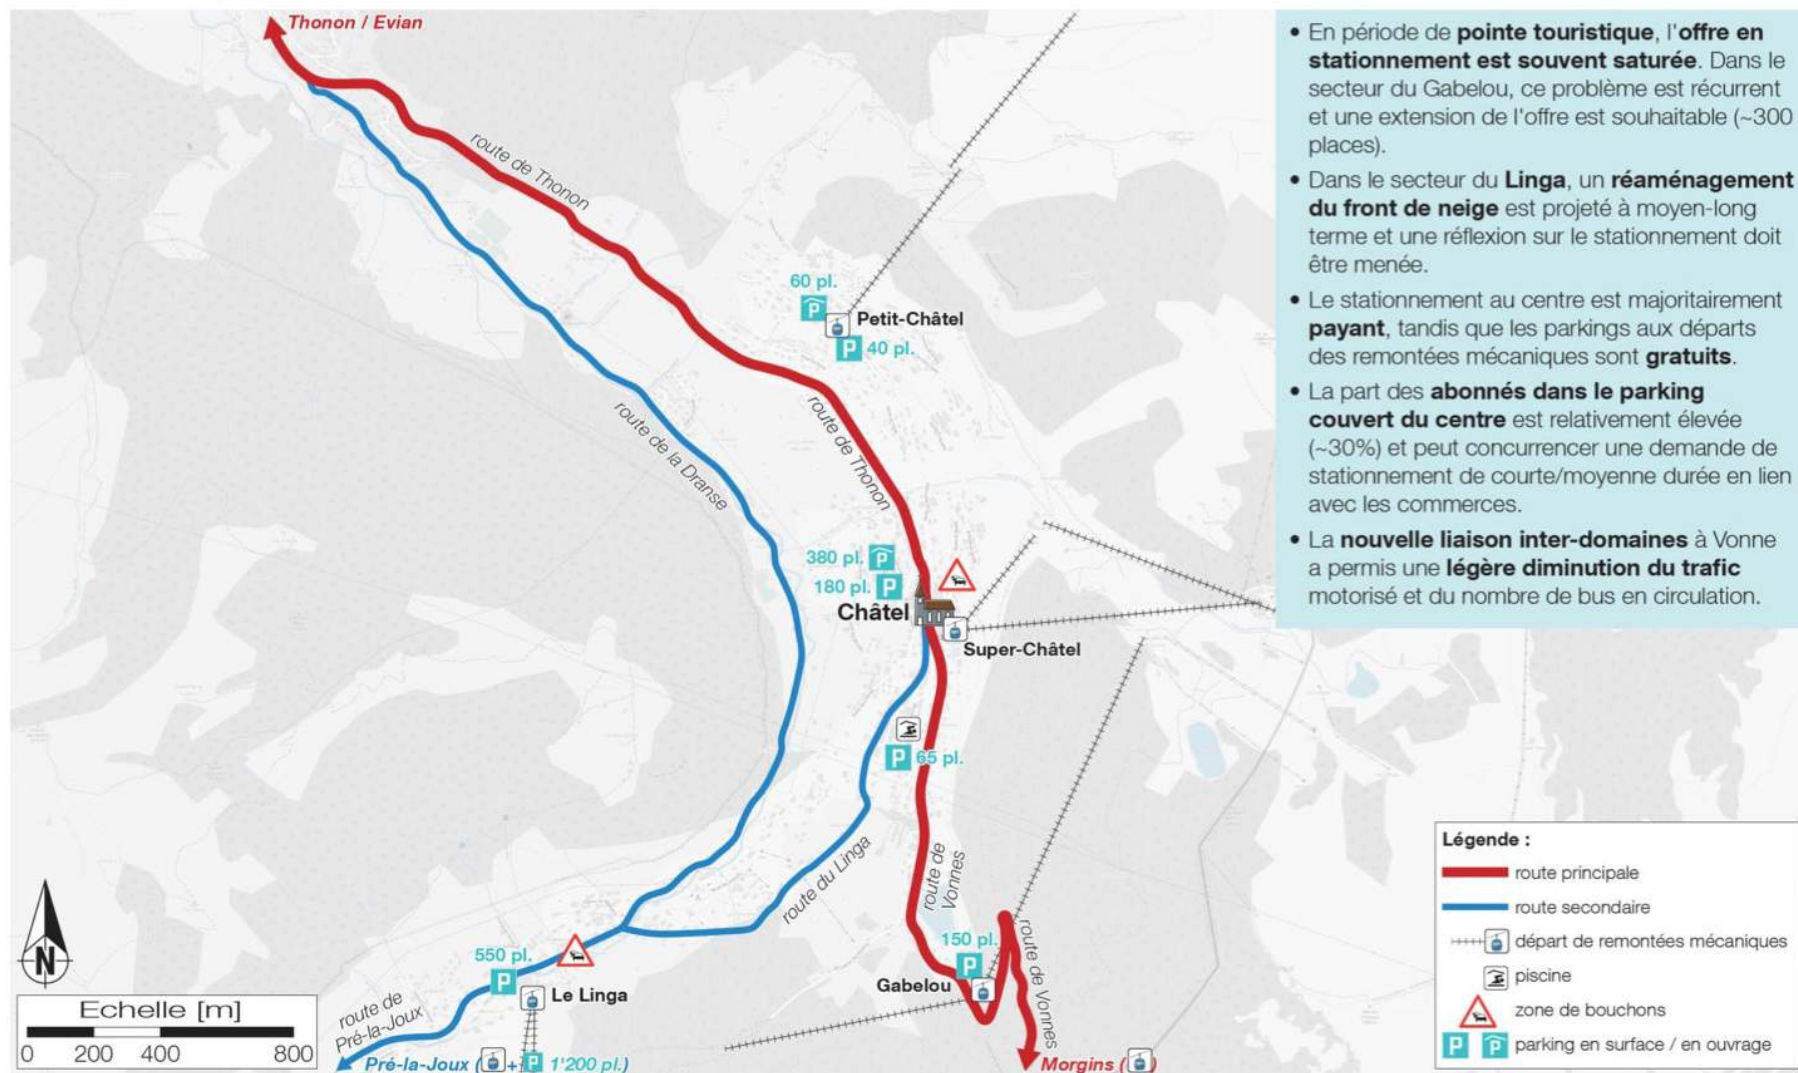 Thonon / Evian
route de Thonon
60 pl.
Petit-Châtel
40 pl.
route de la Dranse
route de Thonon
380 pl.
180 pl.
Châtel
Super-Châtel
65 pl.
route du Linga
route de
Vonnes
150 pl.
Gabelou
route de Vonnes
550 pl.
Le Linga
route de
Pré-la-Joux
Pré-la-Joux ( + P 1'200 pl.)
Morgins ( )
N
Echelle [m]
0 200 400 800
• En période de pointe touristique, l'offre en
stationnement est souvent saturée. Dans le
secteur du Gabelou, ce problème est récurrent
et une extension de l'offre est souhaitable (~300
places).
• Dans le secteur du Linga, un réaménagement
du front de neige est projeté à moyen-long
terme et une réflexion sur le stationnement doit
être menée.
• Le stationnement au centre est majoritairement
payant, tandis que les parkings aux départs
des remontées mécaniques sont gratuits.
• La part des abonnés dans le parking
couvert du centre est relativement élevée
(~30%) et peut concurrencer une demande de
stationnement de courte/moyenne durée en lien
avec les commerces.
• La nouvelle liaison inter-domaines à Vonne
a permis une légère diminution du trafic
motorisé et du nombre de bus en circulation.
Légende :
route principale
route secondaire
départ de remontées mécaniques
piscine
zone de bouchons
P P parking en surface / en ouvrage